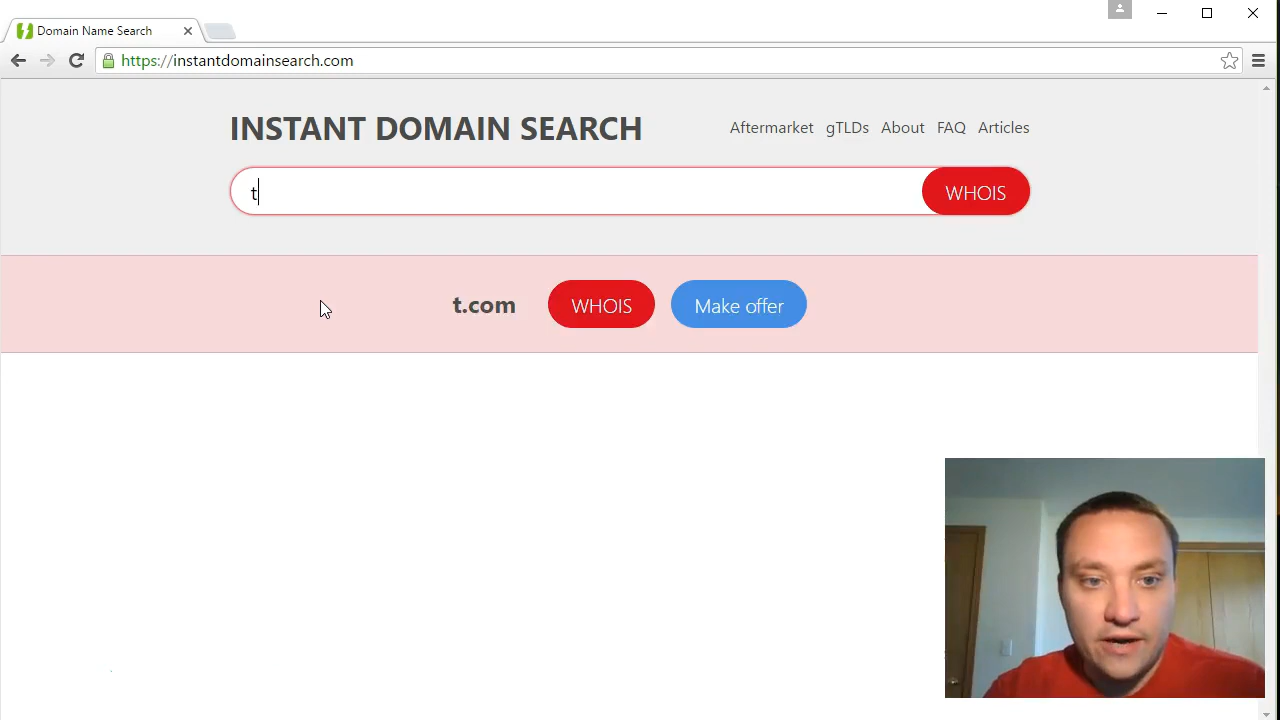 Domain Name Search
https://instantdomainsearch.com
INSTANT DOMAIN SEARCH
Aftermarket gTLDs About FAQ Articles
t WHOIS
t.com WHOIS Make offer